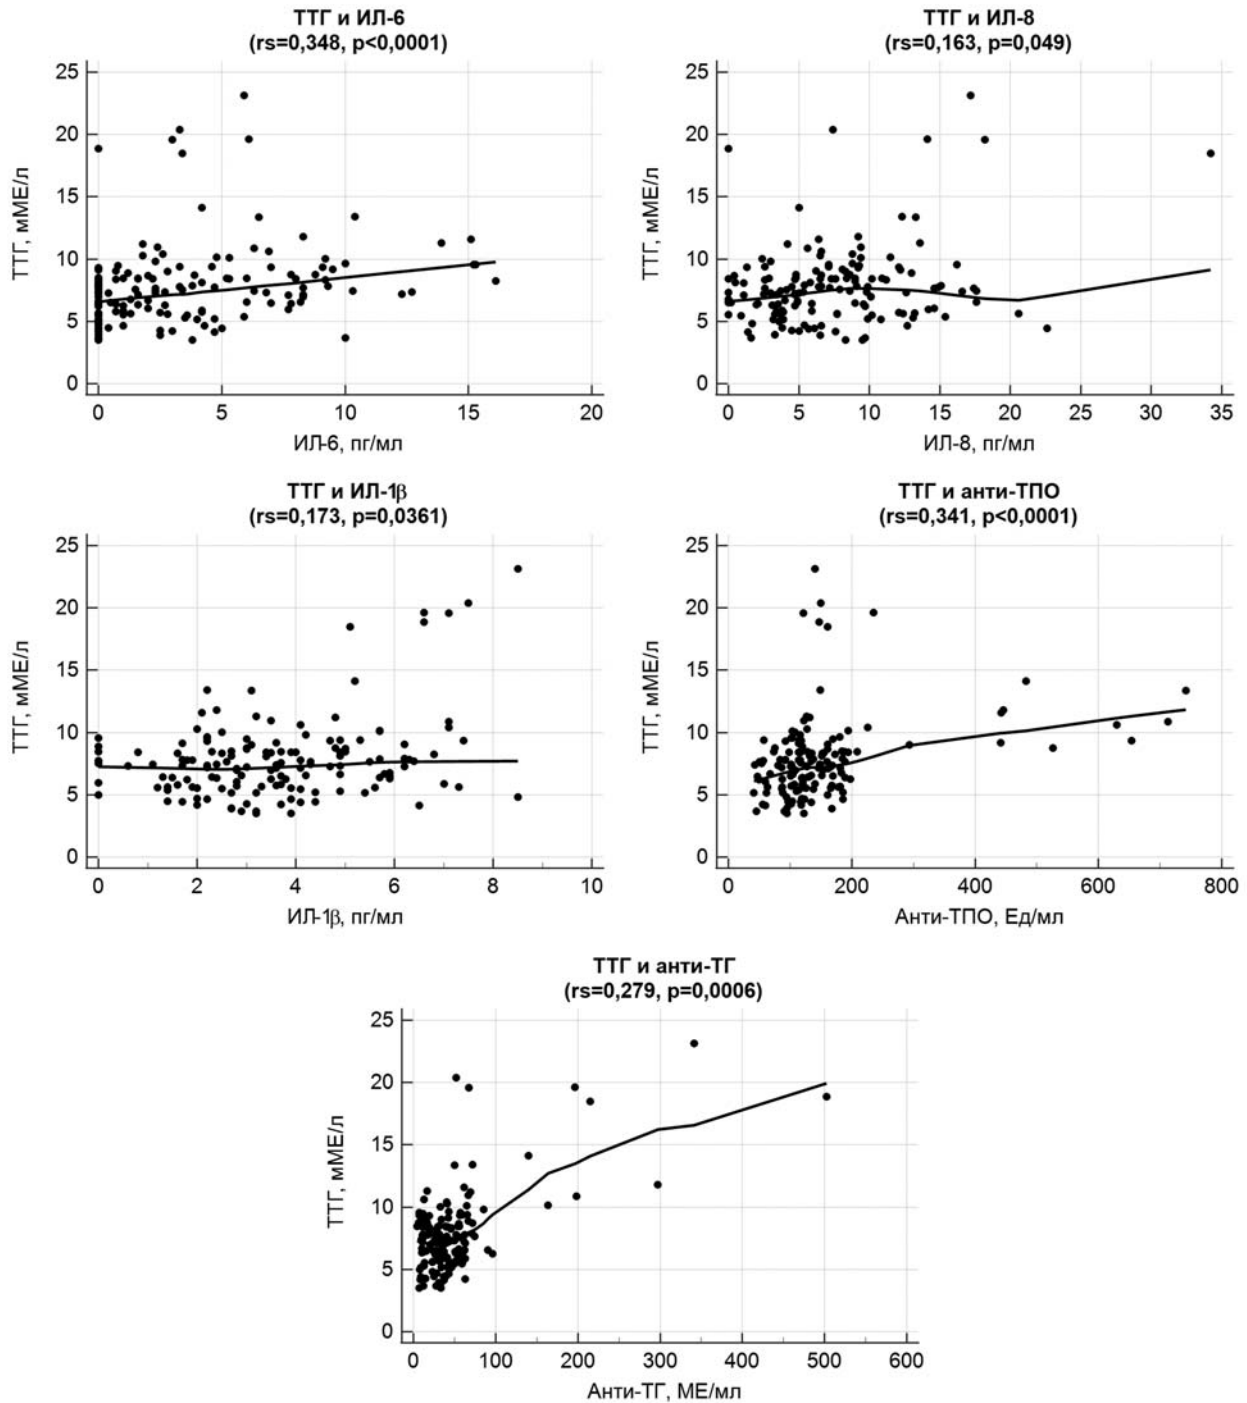 ТТГ и ИЛ-6
(rs=0,348, p<0,0001)
25
20
15
10
5
0
ТТГ, мМЕ/л
0 5 10 15 20
ИЛ-6, пг/мл
ТТГ и ИЛ-8
(rs=0,163, p=0,049)
25
20
15
10
5
0
ТТГ, мМЕ/л
0 5 10 15 20 25 30 35
ИЛ-8, пг/мл
ТТГ и ИЛ-1β
(rs=0,173, p=0,0361)
25
20
15
10
5
0
ТТГ, мМЕ/л
0 2 4 6 8 10
ИЛ-1β, пг/мл
ТТГ и анти-ТПО
(rs=0,341, p<0,0001)
25
20
15
10
5
0
ТТГ, мМЕ/л
0 200 400 600 800
Анти-ТПО, Ед/мл
ТТГ и анти-ТГ
(rs=0,279, p=0,0006)
25
20
15
10
5
0
ТТГ, мМЕ/л
0 100 200 300 400 500 600
Анти-ТГ, МЕ/мл